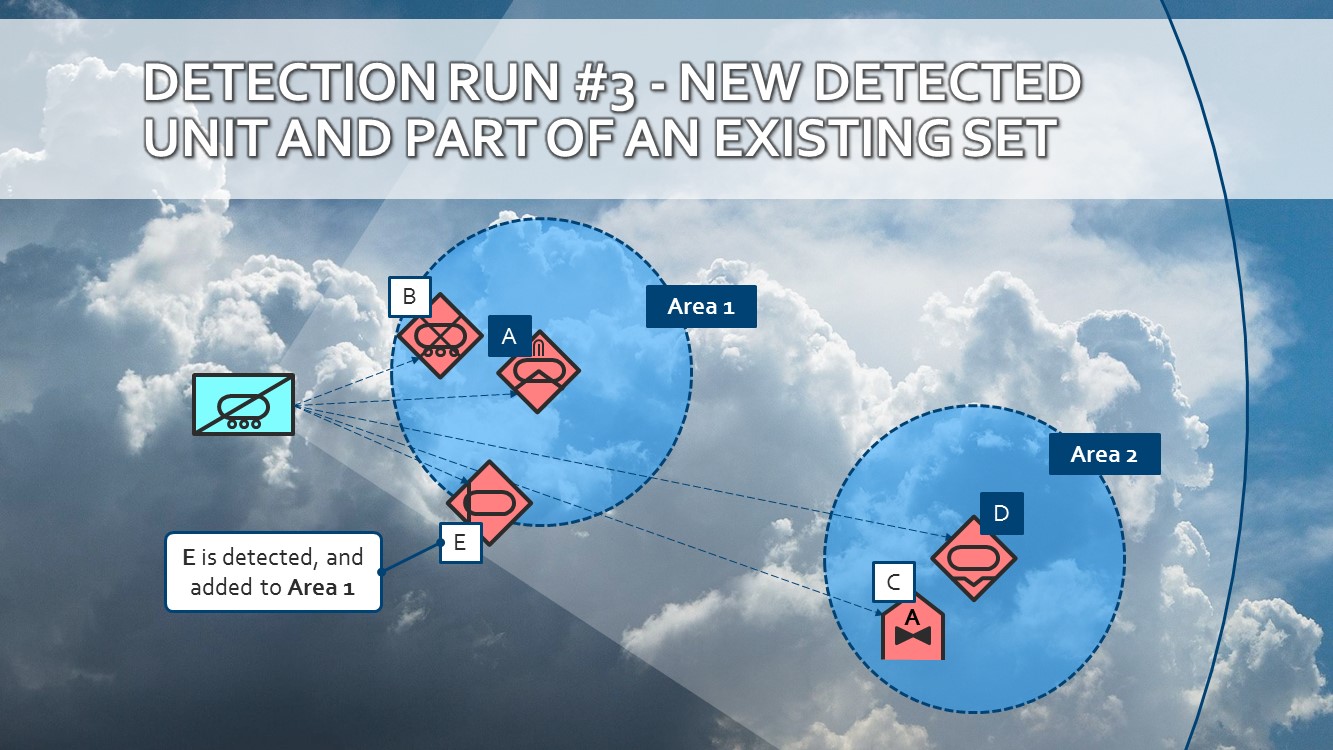 DETECTION RUN #3 - NEW DETECTED
UNIT AND PART OF AN EXISTING SET
B
A
Area 1
Area 2
D
E
E is detected, and
added to Area 1
C
A